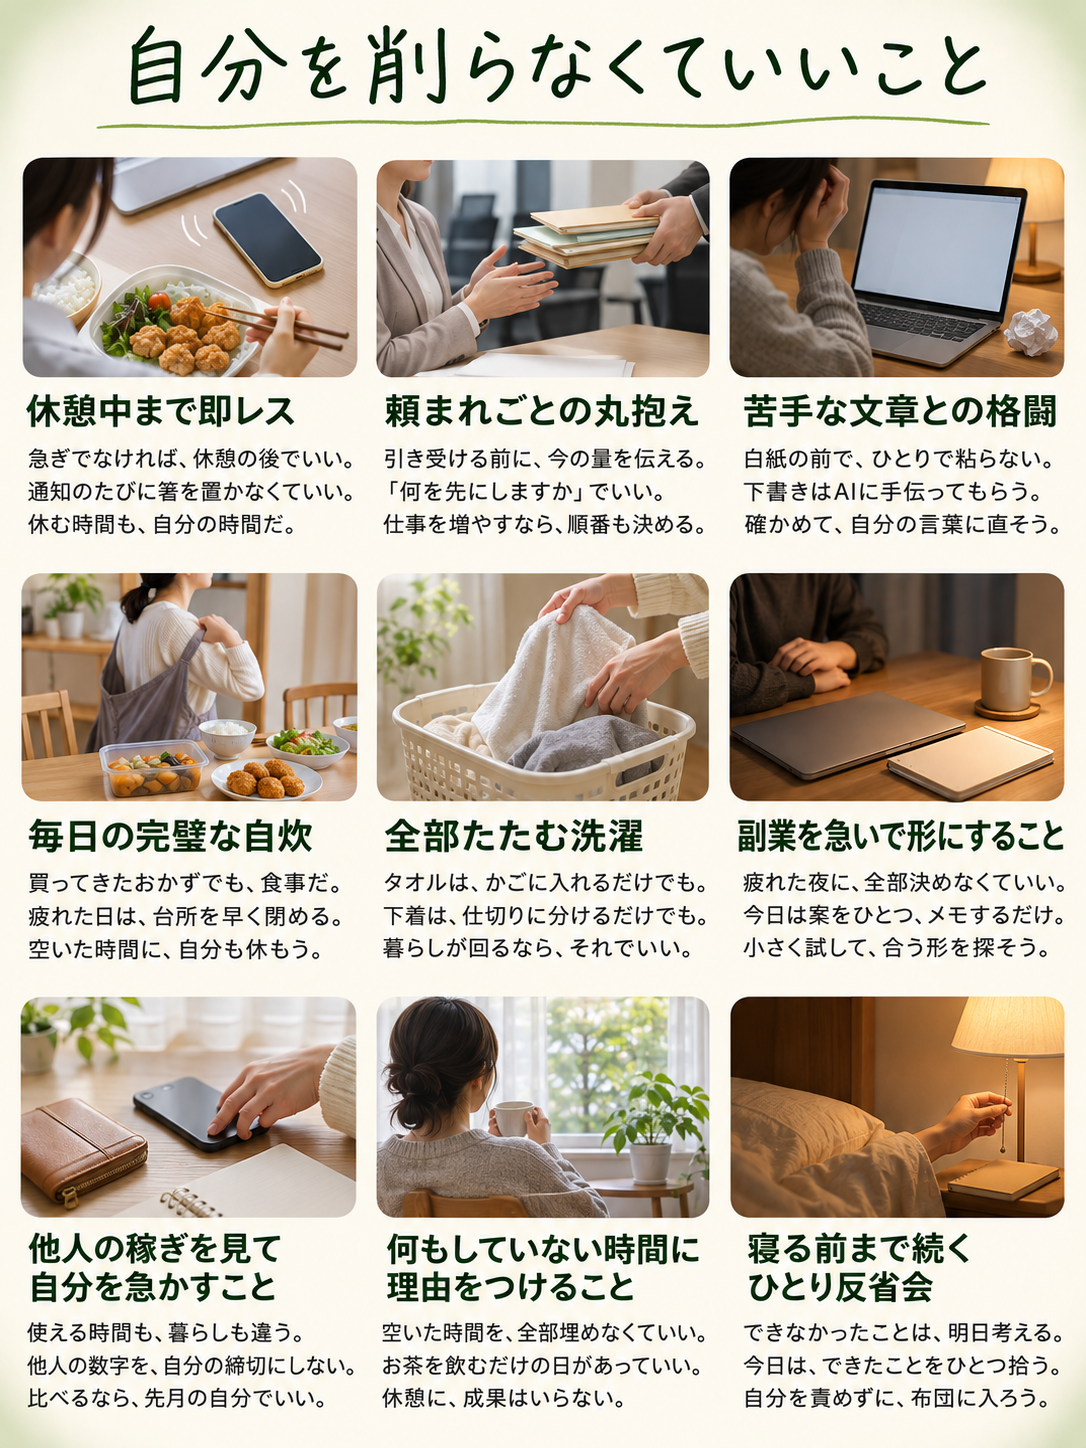 自分を削らなくていいこと
休憩中まで即レス
急ぎでなければ、休憩の後でいい。
通知のたびに箸を置かなくていい。
休む時間も、自分の時間だ。
頼まれごとの丸抱え
引き受ける前に、今の量を伝える。
「何を先にしますか」でいい。
仕事を増やすなら、順番も決める。
苦手な文章との格闘
白紙の前で、ひとりで粘らない。
下書きはAIに手伝ってもらう。
確かめて、自分の言葉に直そう。
毎日の完璧な自炊
買ってきたおかずでも、食事だ。
疲れた日は、台所を早く閉める。
空いた時間に、自分も休もう。
全部たたむ洗濯
タオルは、かごに入れるだけでも。
下着は、仕切りに分けるだけでも。
暮らしが回るなら、それでいい。
副業を急いで形にすること
疲れた夜に、全部決めなくていい。
今日は案をひとつ、メモするだけ。
小さく試して、合う形を探そう。
他人の稼ぎを見て
自分を急かすこと
使える時間も、暮らしも違う。
他人の数字を、自分の締切にしない。
比べるなら、先月の自分でいい。
何もしていない時間に
理由をつけること
空いた時間を、全部埋めなくていい。
お茶を飲むだけの日があっていい。
休憩に、成果はいらない。
寝る前まで続く
ひとり反省会
できなかったことは、明日考える。
今日は、できたことをひとつ拾う。
自分を責めずに、布団に入ろう。